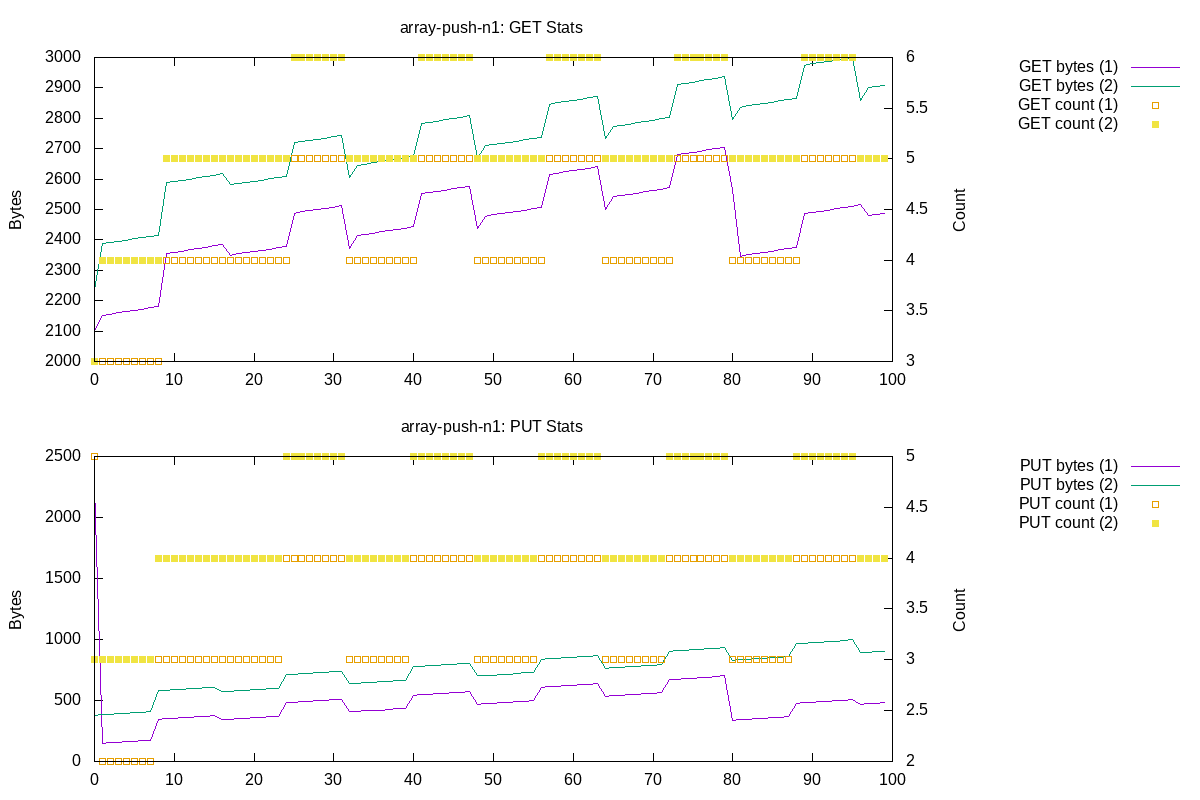 array-push-n1: GET Stats
3000
2900
2800
2700
2600
2500
2400
2300
2200
2100
2000
Bytes
0 10 20 30 40 50 60 70 80 90 100
6
5.5
5
4.5
4
3.5
3
Count
GET bytes (1)
GET bytes (2)
GET count (1)
GET count (2)
array-push-n1: PUT Stats
2500
2000
1500
1000
500
0
Bytes
0 10 20 30 40 50 60 70 80 90 100
5
4.5
4
3.5
3
2.5
2
Count
PUT bytes (1)
PUT bytes (2)
PUT count (1)
PUT count (2)